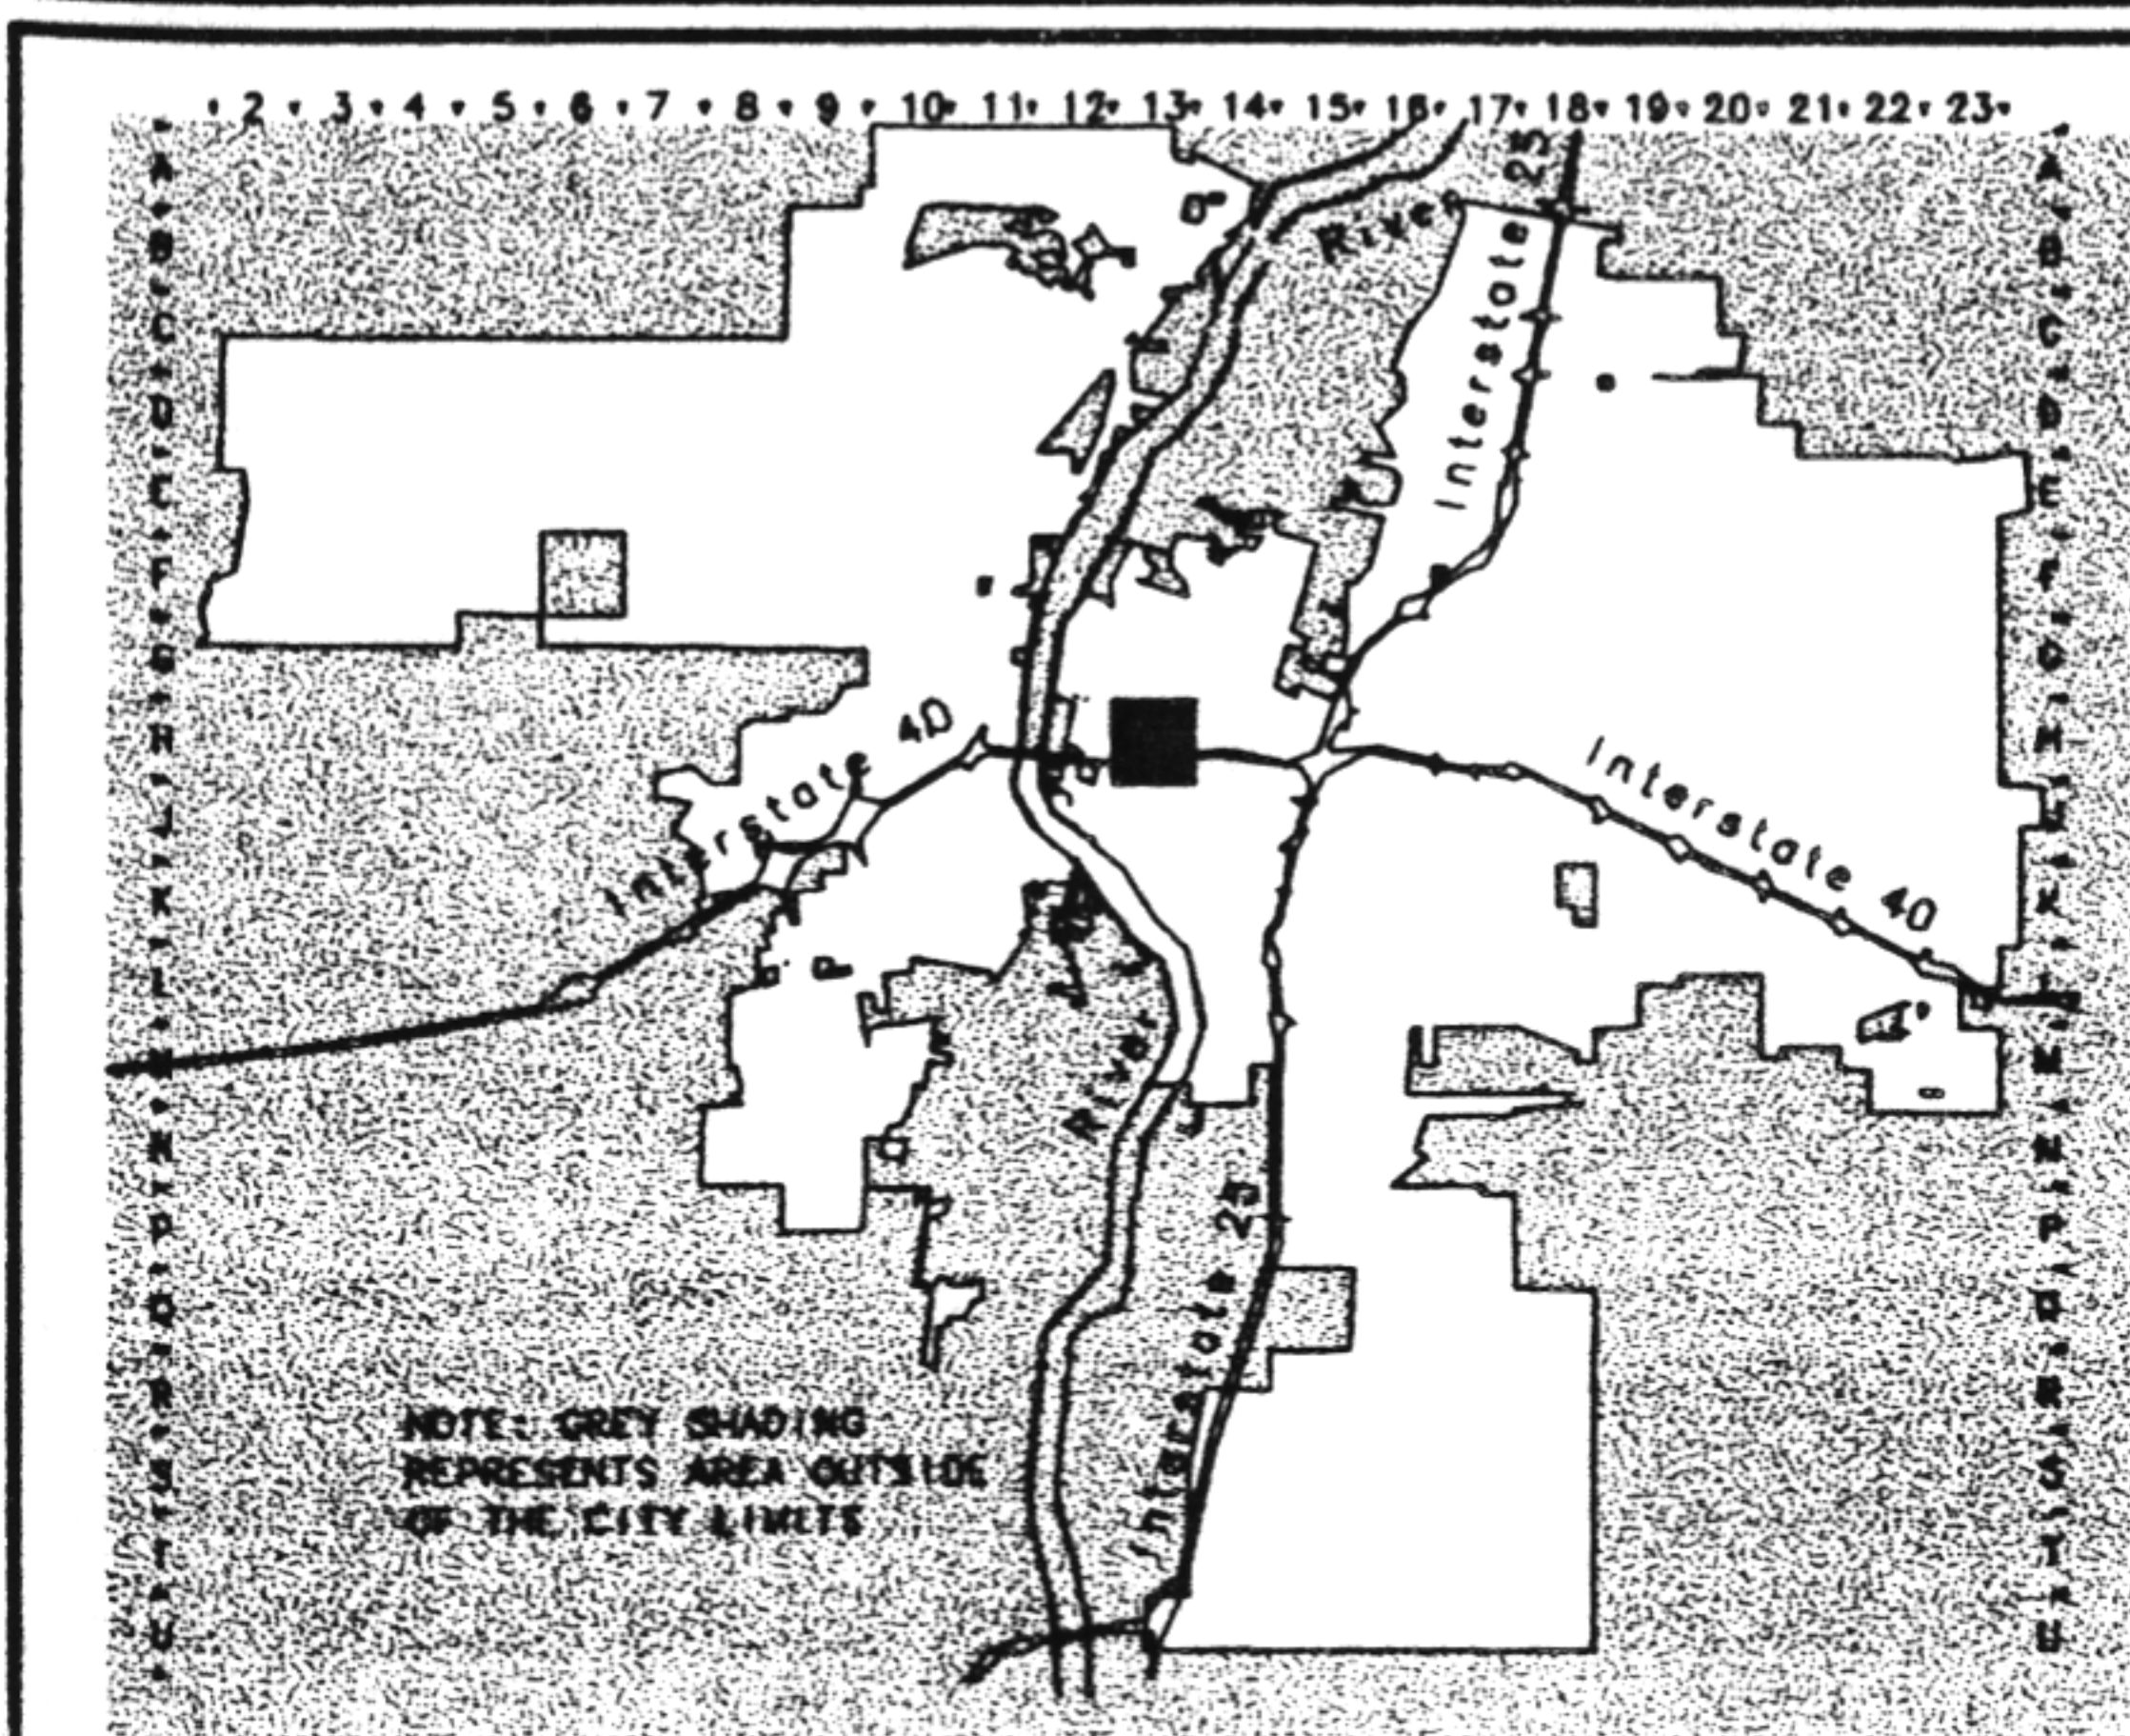 2 3 4 5 6 7 8 9 10 11 12 13 14 15 16 17 18 19 20 21 22 23
A A
B B
C C
D D
E E
F F
G G
H H
J J
K K
L L
M M
N N
P P
Q Q
R R
S S
T T
U U
River
Interstate 25
Interstate 40
Interstate 40
River
Interstate 25
NOTE: GREY SHADING
REPRESENTS AREA OUTSIDE
OF THE CITY LIMITS